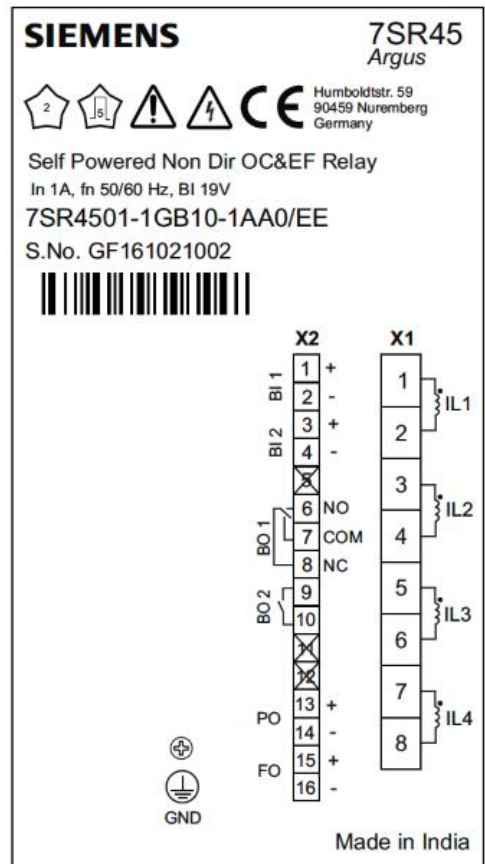 SIEMENS
7SR45
Argus
2
5
CE
Humboldtstr. 59
90459 Nuremberg
Germany
Self Powered Non Dir OC&EF Relay
In 1A, fn 50/60 Hz, BI 19V
7SR4501-1GB10-1AA0/EE
S.No. GF161021002
X2 X1
BI 1
1 +
2 -
BI 2
3 +
4 -
5
BO 1
6 NO
7 COM
8 NC
BO 2
9
10
11
12
PO
13 +
14 -
FO
15 +
16 -
1
2
IL1
3
4
IL2
5
6
IL3
7
8
IL4
GND
Made in India